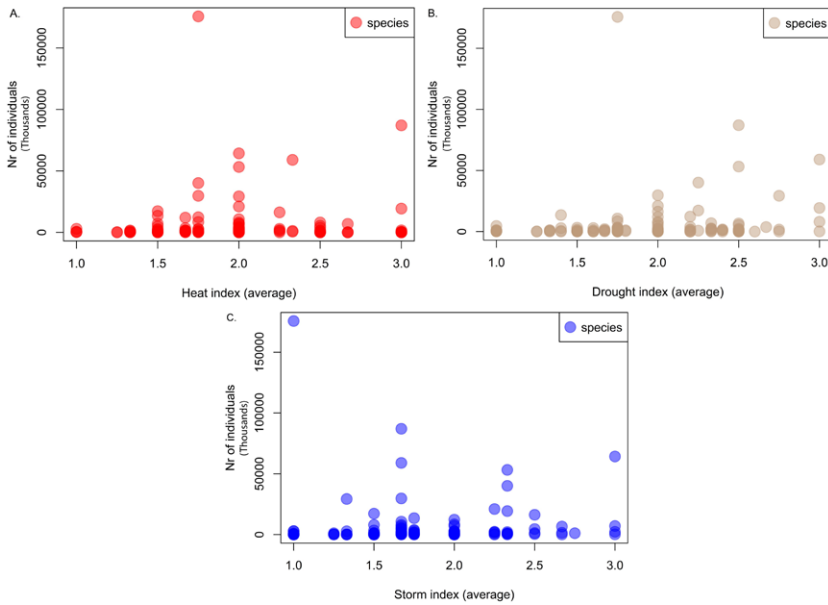 A.
species
Nr of individuals
(Thousands)
150000
100000
50000
0
1.0 1.5 2.0 2.5 3.0
Heat index (average)
B.
species
Nr of individuals
(Thousands)
150000
100000
50000
0
1.0 1.5 2.0 2.5 3.0
Drought index (average)
C.
species
Nr of individuals
(Thousands)
150000
100000
50000
0
1.0 1.5 2.0 2.5 3.0
Storm index (average)